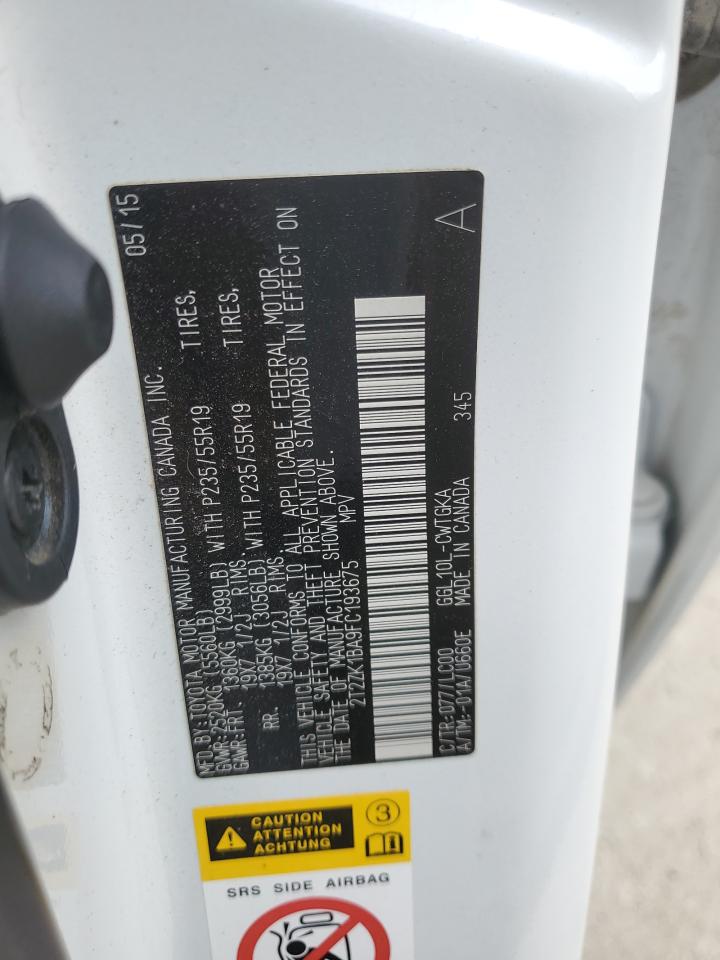 MFD.BY:TOYOTA MOTOR MANUFACTURING CANADA INC. 05/15
GVWR:2520KG(5560LB)
GAWR:FRT. 1360KG (2999LB) WITH P235/55R19 TIRES,
19X7 1/2J RIMS
RR. 1385KG (3056LB) WITH P235/55R19 TIRES,
19X7 1/2J RIMS
THIS VEHICLE CONFORMS TO ALL APPLICABLE FEDERAL MOTOR
VEHICLE SAFETY AND THEFT PREVENTION STANDARDS IN EFFECT ON
THE DATE OF MANUFACTURE SHOWN ABOVE.
2T2ZK1BA9FC193675 MPV
A
C/TR:077/LC00 GGL10L-CWTGKA
A/TM:-01A/U660E MADE IN CANADA 345
CAUTION
ATTENTION
ACHTUNG
3
SRS SIDE AIRBAG